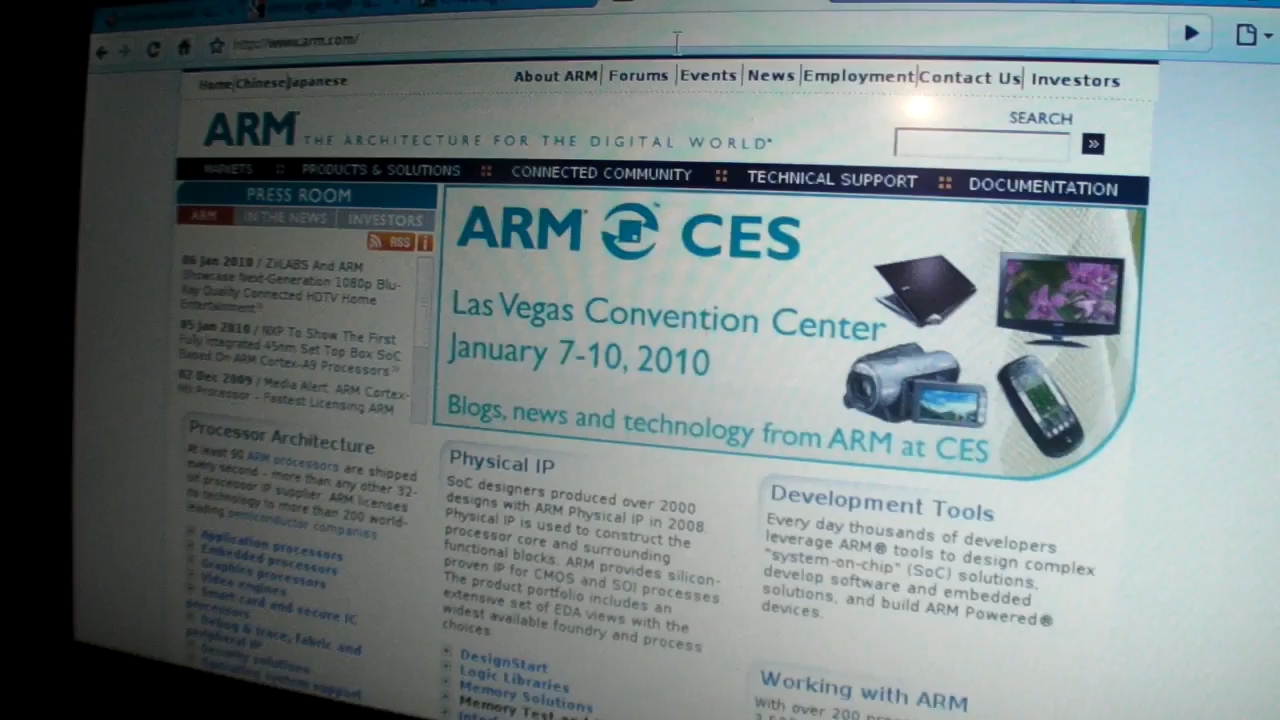 http://www.arm.com/
Home|Chinese|Japanese
About ARM| Forums |Events |News |Employment|Contact Us| Investors
SEARCH
ARM THE ARCHITECTURE FOR THE DIGITAL WORLD®
MARKETS :: PRODUCTS & SOLUTIONS :: CONNECTED COMMUNITY :: TECHNICAL SUPPORT :: DOCUMENTATION
PRESS ROOM
ARM IN THE NEWS INVESTORS
RSS i
06 Jan 2010 / ZiiLABS And ARM
Showcase Next-Generation 1080p Blu-
Ray Quality Connected HDTV Home
Entertainment
05 Jan 2010 / NXP To Show The First
Fully Integrated 45nm Set Top Box SoC
Based On ARM Cortex-A9 Processors
02 Dec 2009 / Media Alert: ARM Cortex-
Processor - Fastest Licensing ARM
ARM CES
Las Vegas Convention Center
January 7-10, 2010
Blogs, news and technology from ARM at CES
Processor Architecture
At least 90 ARM processors are shipped
every second - more than any other 32-
bit processor IP supplier. ARM licenses
its technology to more than 200 world-
leading semiconductor companies
Application processors
Embedded processors
Graphics processors
Video engines
Smart card and secure IC
processors
Debug & trace, fabric and
peripheral IP
Security solutions
operating system support
Physical IP
SoC designers produced over 2000
designs with ARM Physical IP in 2008.
Physical IP is used to construct the
processor core and surrounding
functional blocks. ARM provides silicon-
proven IP for CMOS and SOI processes
The product portfolio includes an
extensive set of EDA views with the
widest available foundry and process
choices
DesignStart
Logic Libraries
Memory Solutions
Memory Test and
Development Tools
Every day thousands of developers
leverage ARM® tools to design complex
"system-on-chip" (SoC) solutions,
develop software and embedded
solutions, and build ARM Powered®
devices.
Working with ARM
With over 200